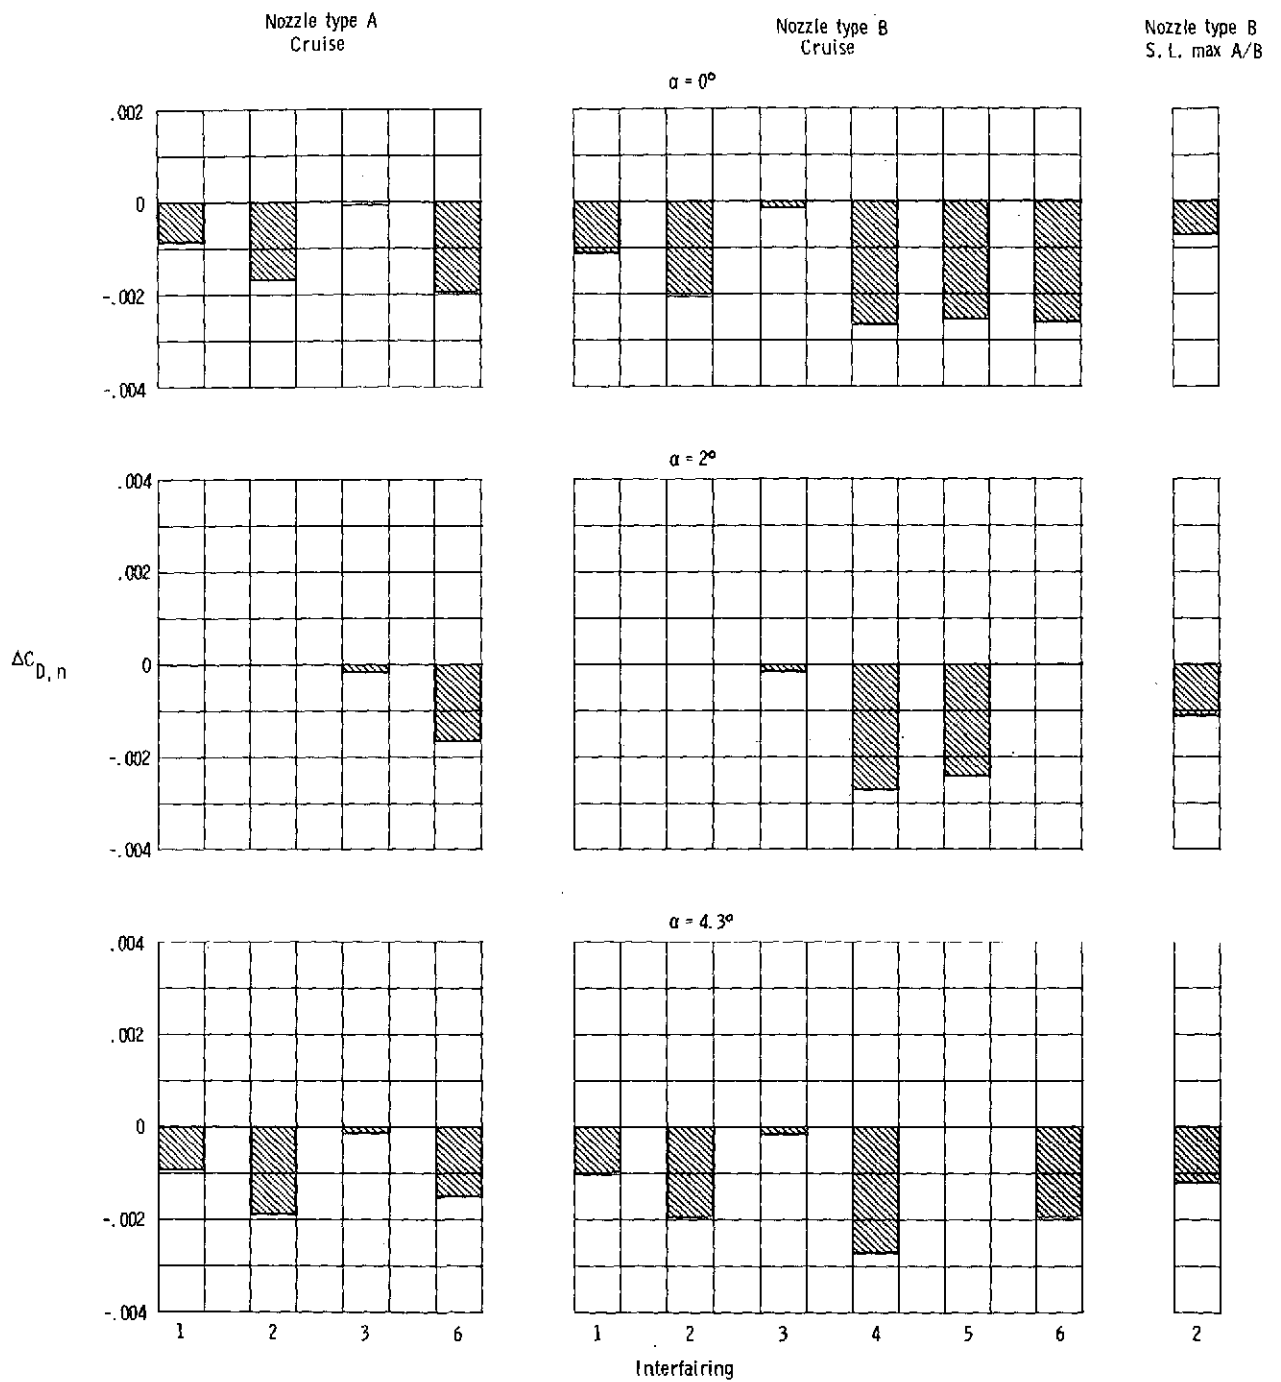 Nozzle type A
Cruise
Nozzle type B
Cruise
Nozzle type B
S. L. max A/B
α = 0°
.002
0
-.002
-.004
α = 2°
.004
.002
0
-.002
-.004
ΔC_D, n
α = 4.3°
.004
.002
0
-.002
-.004
1 2 3 6 1 2 3 4 5 6 2
Interfairing